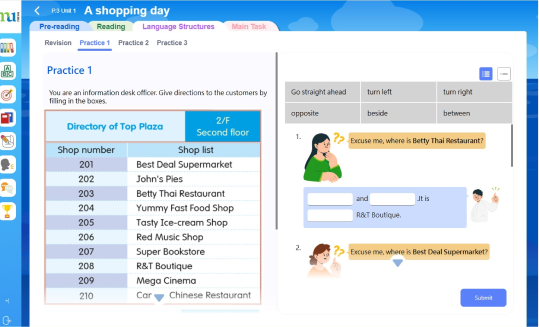 P.3 Unit 1 A shopping day
Pre-reading Reading Language Structures Main Task
Revision Practice 1 Practice 2 Practice 3
Practice 1
You are an information desk officer. Give directions to the customers by
filling in the boxes.
Directory of Top Plaza
2/F
Second floor
Shop number Shop list
201 Best Deal Supermarket
202 John's Pies
203 Betty Thai Restaurant
204 Yummy Fast Food Shop
205 Tasty Ice-cream Shop
206 Red Music Shop
207 Super Bookstore
208 R&T Boutique
209 Mega Cinema
210 Car Chinese Restaurant
Go straight ahead turn left turn right
opposite beside between
1. Excuse me, where is Betty Thai Restaurant?
and .It is
R&T Boutique.
2. Excuse me, where is Best Deal Supermarket?
Submit